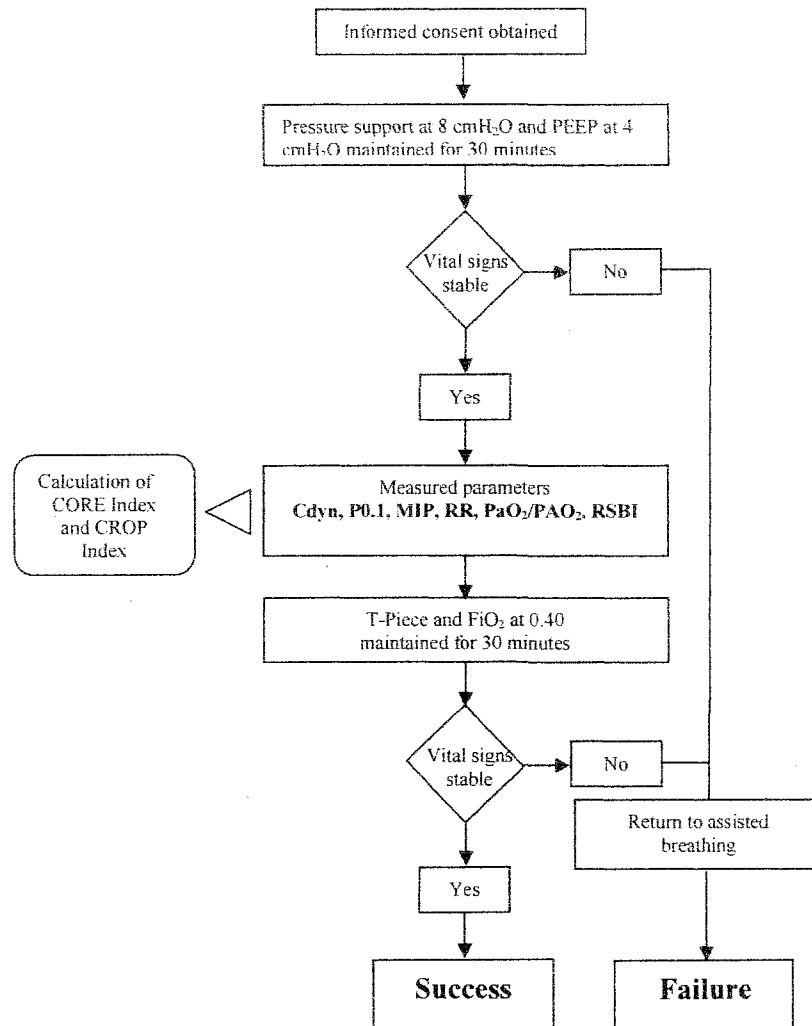 Informed consent obtained
Pressure support at 8 cmH₂O and PEEP at 4
cmH₂O maintained for 30 minutes
Vital signs
stable
No
Yes
Calculation of
CORE Index
and CROP
Index
Measured parameters
Cdyn, P0.1, MIP, RR, PaO₂/PAO₂, RSBI
T-Piece and FiO₂ at 0.40
maintained for 30 minutes
Vital signs
stable
No
Return to assisted
breathing
Yes
Success
Failure